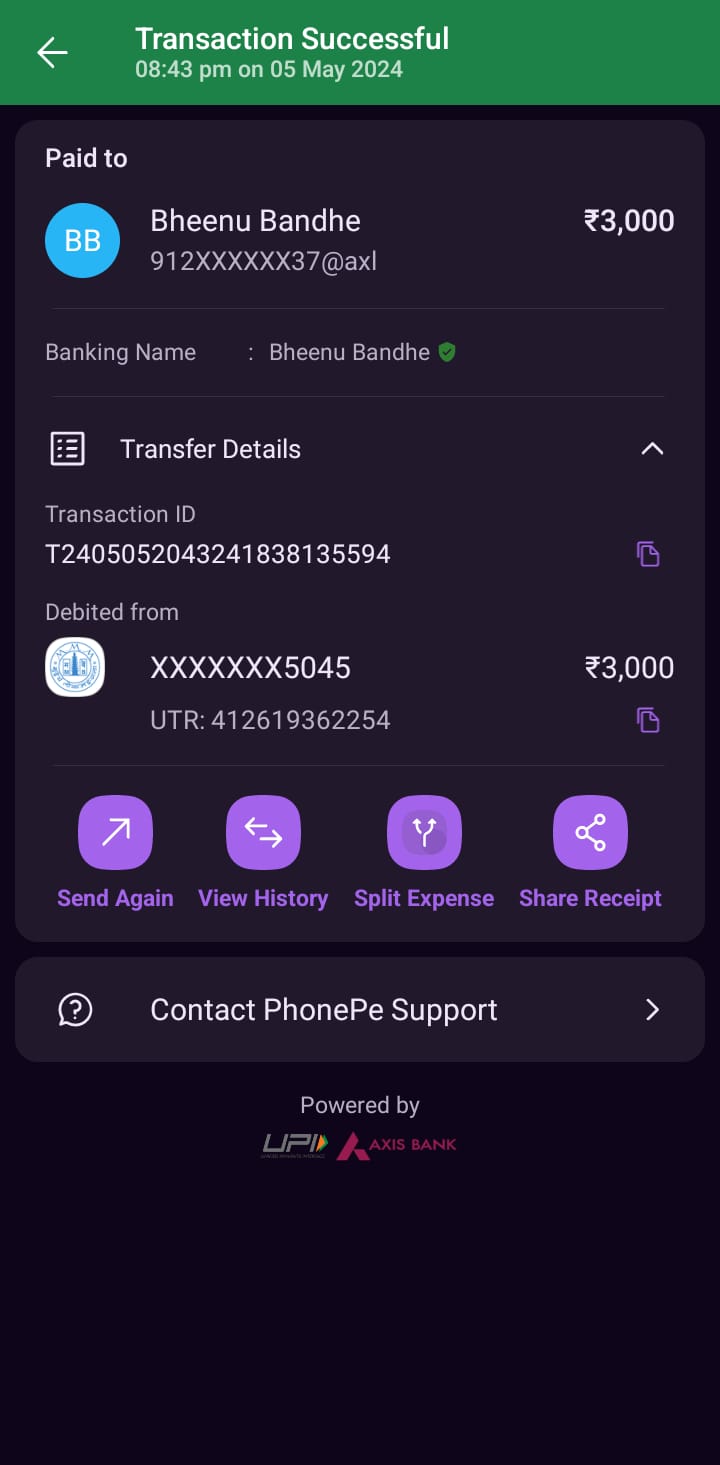 Transaction Successful
08:43 pm on 05 May 2024
Paid to
BB
Bheenu Bandhe
₹3,000
912XXXXXX37@axl
Banking Name : Bheenu Bandhe
Transfer Details
Transaction ID
T2405052043241838135594
Debited from
XXXXXXX5045
₹3,000
UTR: 412619362254
Send Again
View History
Split Expense
Share Receipt
Contact PhonePe Support
Powered by
UPI
AXIS BANK